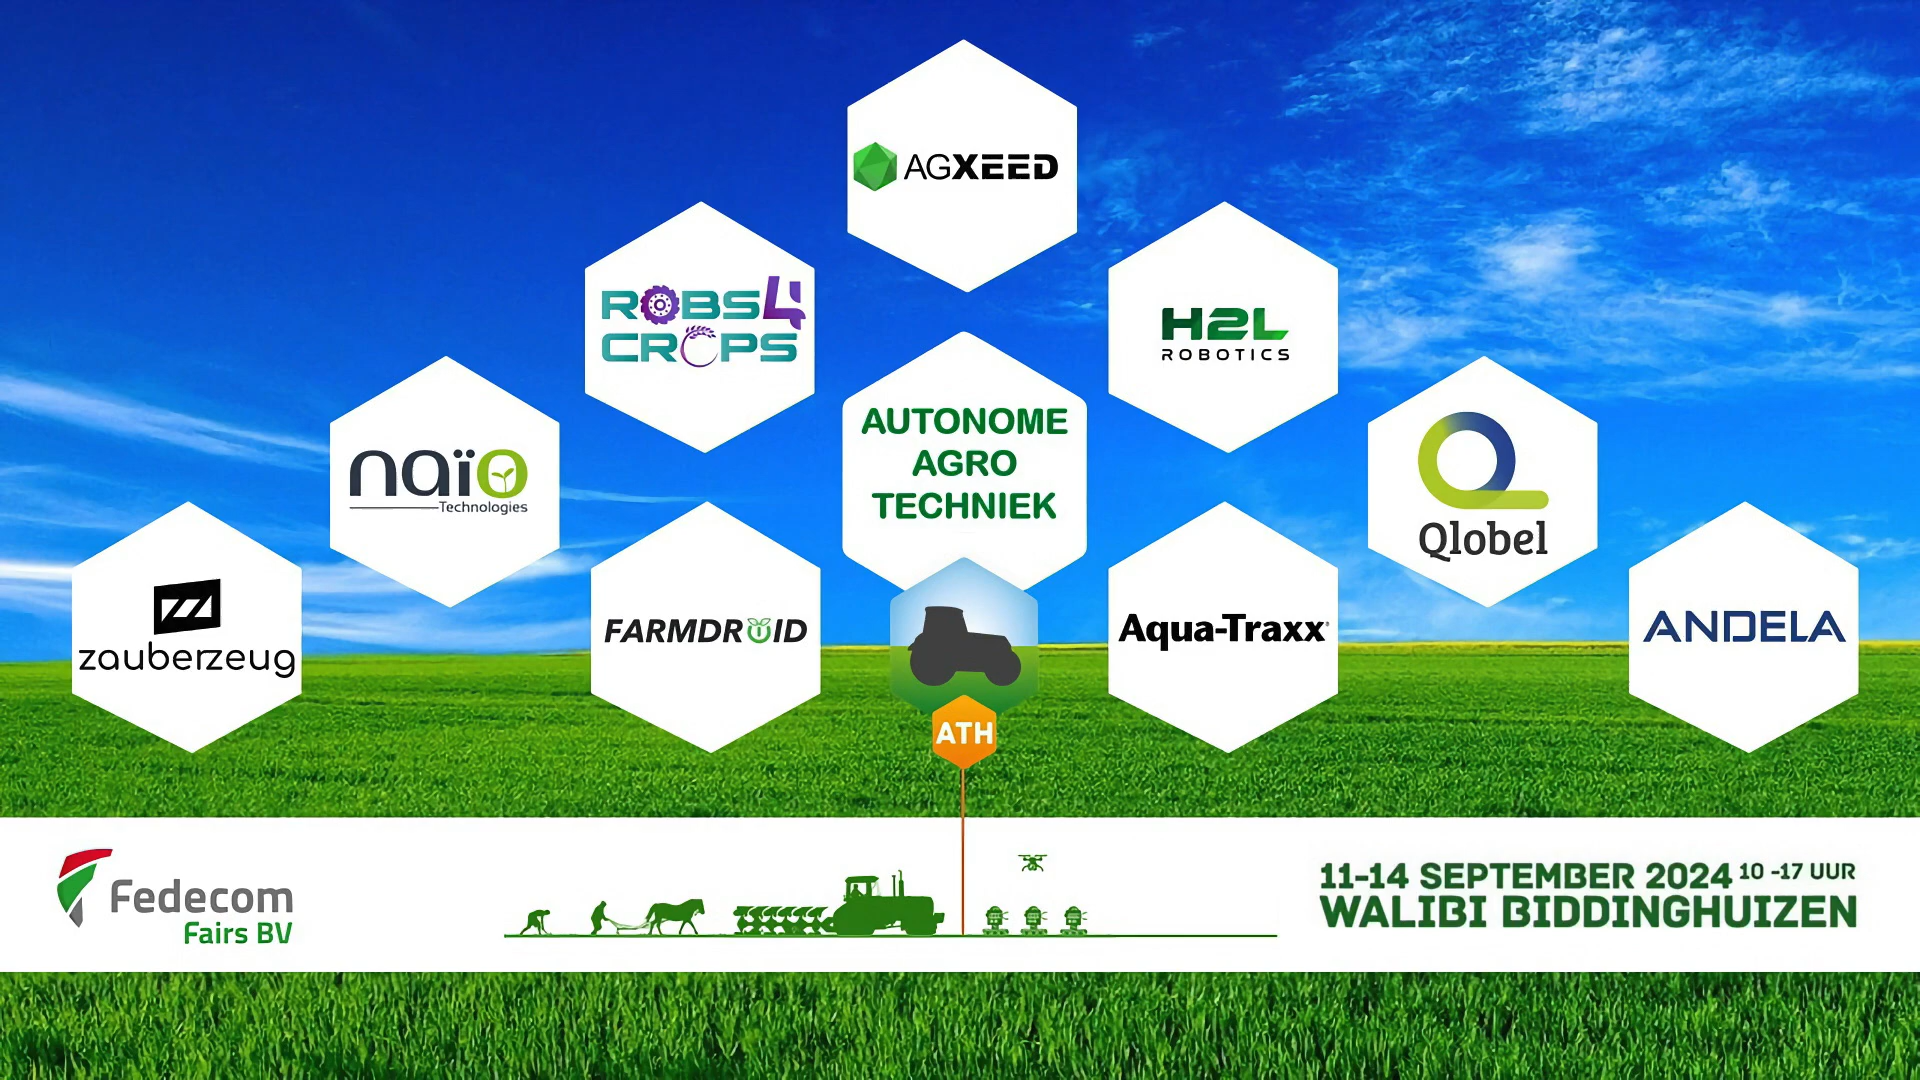 AGXEED
ROBS4
CROPS
H2L
ROBOTICS
AUTONOME
AGRO
TECHNIEK
naïo
Technologies
Qlobel
zauberzeug
FARMDROID
Aqua-Traxx®
ANDELA
ATH
Fedecom
Fairs BV
11-14 SEPTEMBER 2024 10 -17 UUR
WALIBI BIDDINGHUIZEN